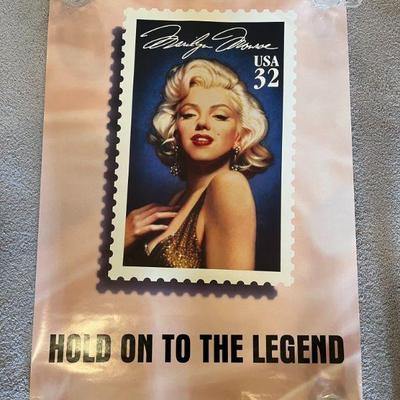 Marilyn Monroe
USA
32
HOLD ON TO THE LEGEND